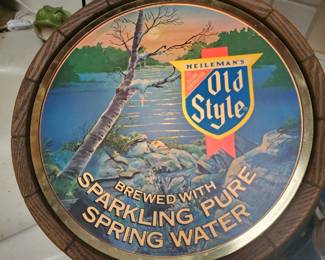 HEILEMAN'S
Old
Style
BREWED WITH
SPARKLING PURE
SPRING WATER